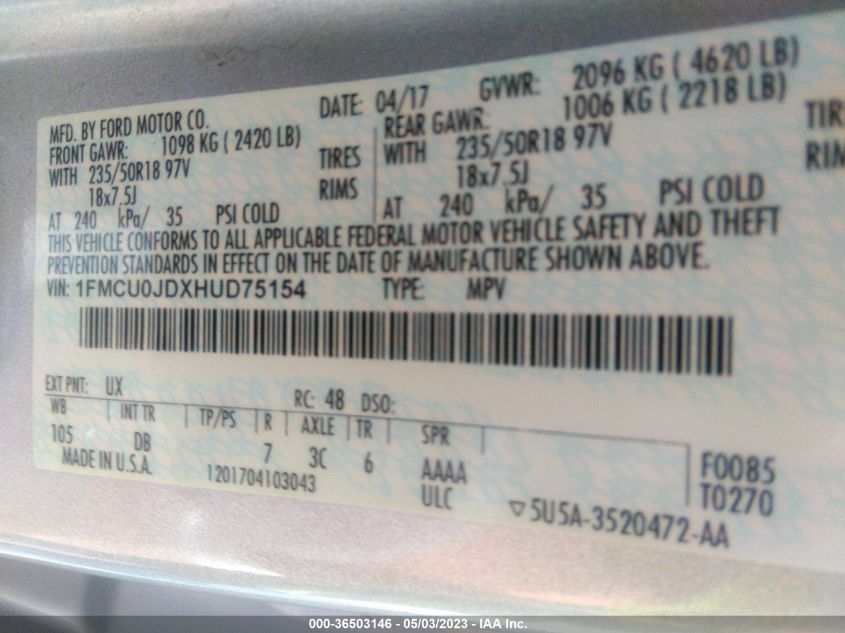 MFD. BY FORD MOTOR CO.
DATE: 04/17 GVWR: 2096 KG ( 4620 LB)
FRONT GAWR: 1098 KG ( 2420 LB)
REAR GAWR: 1006 KG ( 2218 LB)
WITH 235/50R18 97V TIRES
WITH 235/50R18 97V TIR
18x7.5J RIMS
18x7.5J RIM
AT 240 kPa/ 35 PSI COLD
AT 240 kPa/ 35 PSI COLD
THIS VEHICLE CONFORMS TO ALL APPLICABLE FEDERAL MOTOR VEHICLE SAFETY AND THEFT
PREVENTION STANDARDS IN EFFECT ON THE DATE OF MANUFACTURE SHOWN ABOVE.
VIN: 1FMCU0JDXHUD75154 TYPE: MPV
EXT PNT: UX RC: 48 DSO:
WB INT TR TP/PS R AXLE TR SPR
105 DB 7 3C 6 AAAA F0085
MADE IN U.S.A. 1201704103043 ULC T0270
▽5U5A-3520472-AA
000-36503146 - 05/03/2023 - IAA Inc.